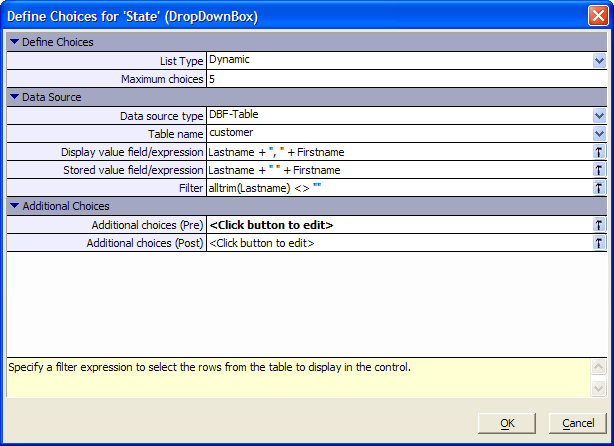 Define Choices for 'State' (DropDownBox)
Define Choices
List Type Dynamic
Maximum choices 5
Data Source
Data source type DBF-Table
Table name customer
Display value field/expression Lastname + ", " + Firstname
Stored value field/expression Lastname + " " + Firstname
Filter alltrim(Lastname) <> ""
Additional Choices
Additional choices (Pre) <Click button to edit>
Additional choices (Post) <Click button to edit>
Specify a filter expression to select the rows from the table to display in the control.
OK Cancel